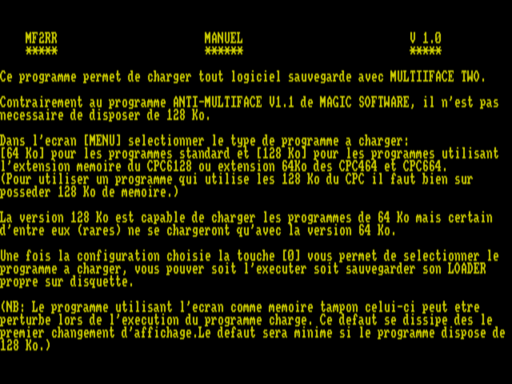 MF2RR MANUEL V 1.0
***** ****** *****
Ce programme permet de charger tout logiciel sauvegarde avec MULTIIFACE TWO.
Contrairement au programme ANTI-MULTIFACE V1.1 de MAGIC SOFTWARE, il n'est pas
necessaire de disposer de 128 Ko.
Dans l'ecran [MENU] selectionner le type de programme a charger:
[64 Ko] pour les programmes standard et [128 Ko] pour les programmes utilisant
l'extension memoire du CPC6128 ou extension 64Ko des CPC464 et CPC664.
(Pour utiliser un programme qui utilise les 128 Ko du CPC il faut bien sur
posseder 128 Ko de memoire.)
La version 128 Ko est capable de charger les programmes de 64 Ko mais certain
d'entre eux (rares) ne se chargeront qu'avec la version 64 Ko.
Une fois la configuration choisie la touche [0] vous permet de selectionner le
programme a charger, vous pouver soit l'executer soit sauvegarder son LOADER
propre sur disquette.
(NB: Le programme utilisant l'ecran comme memoire tampon celui-ci peut etre
perturbe lors de l'execution du programme charge. Ce defaut se dissipe des le
premier changement d'affichage.Le defaut sera minime si le programme dispose de
128 Ko.)